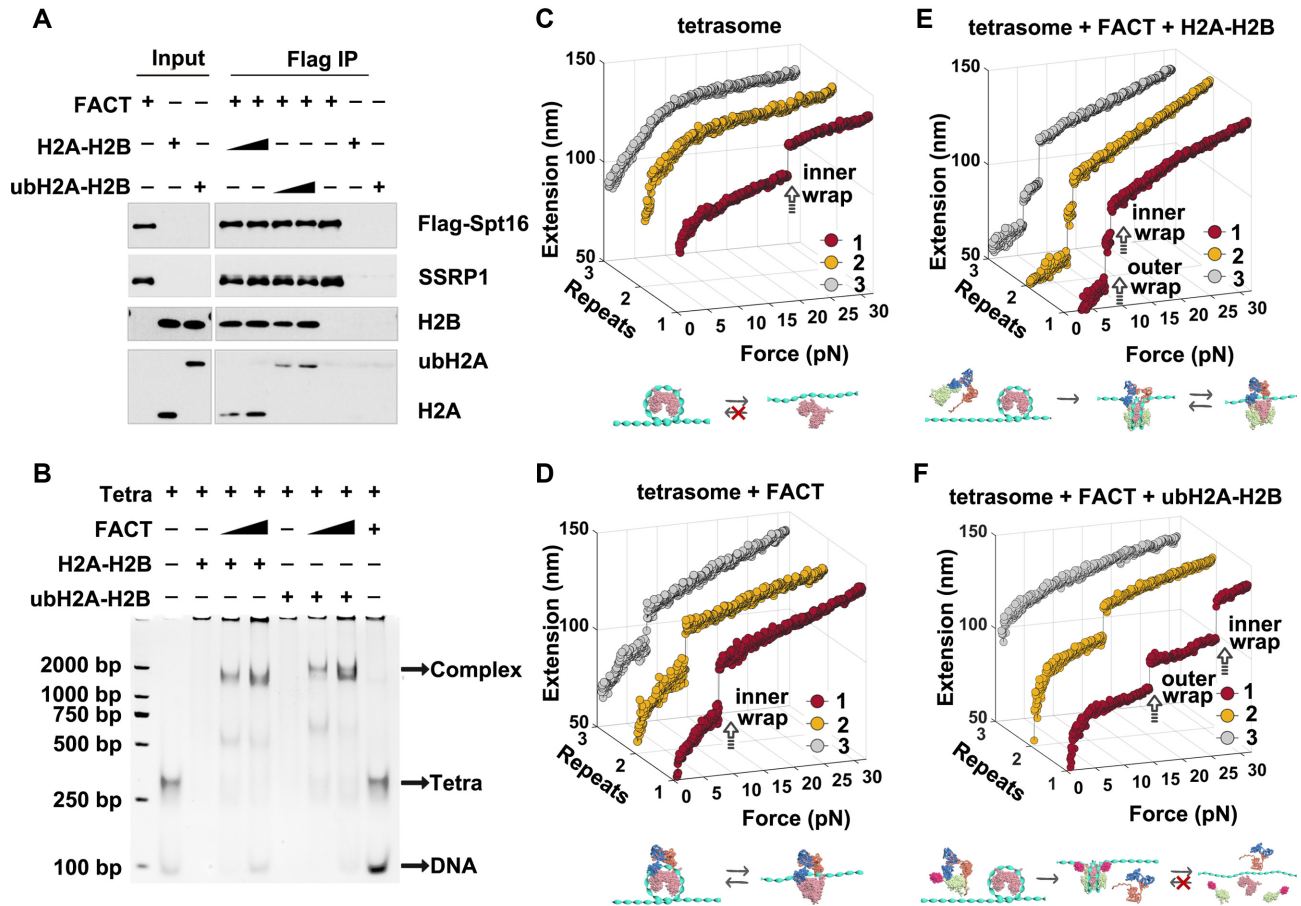 A
Input Flag IP
FACT + – – + + + + + – –
H2A-H2B – + – – – – + –
ubH2A-H2B – – + – – – – +
Flag-Spt16
SSRP1
H2B
ubH2A
H2A
B
Tetra + + + + + + + +
FACT – – – +
H2A-H2B – + + + – – – –
ubH2A-H2B – – – – + + + –
2000 bp
1000 bp
750 bp
500 bp
250 bp
100 bp
Complex
Tetra
DNA
C
tetrasome
Extension (nm)
150
100
50
inner
wrap
1
2
3
3
2
1
Repeats
0 5 10 15 20 25 30
Force (pN)
D
tetrasome + FACT
Extension (nm)
150
100
50
inner
wrap
1
2
3
3
2
1
Repeats
0 5 10 15 20 25 30
Force (pN)
E
tetrasome + FACT + H2A-H2B
Extension (nm)
150
100
50
inner
wrap
outer
wrap
1
2
3
3
2
1
Repeats
0 5 10 15 20 25 30
Force (pN)
F
tetrasome + FACT + ubH2A-H2B
Extension (nm)
150
100
50
inner
wrap
outer
wrap
1
2
3
3
2
1
Repeats
0 5 10 15 20 25 30
Force (pN)